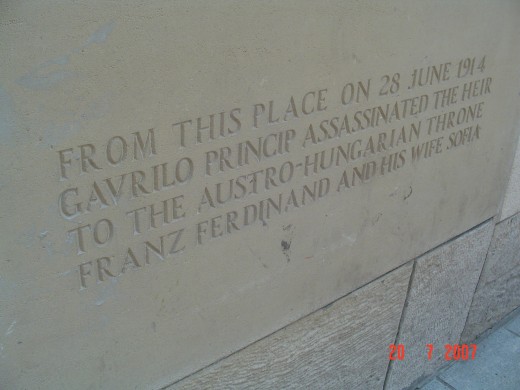 FROM THIS PLACE ON 28 JUNE 1914
GAVRILO PRINCIP ASSASSINATED THE HEIR
TO THE AUSTRO-HUNGARIAN THRONE
FRANZ FERDINAND AND HIS WIFE SOFIA
20 7 2007